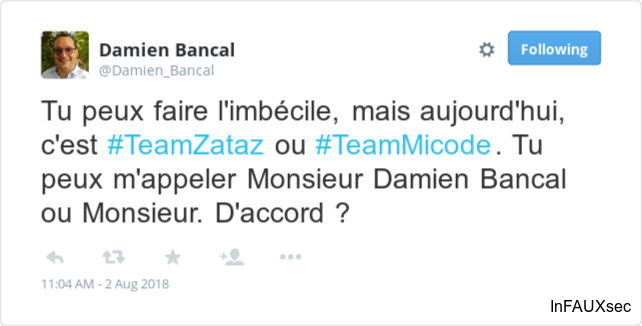 Damien Bancal
@Damien_Bancal
Following
Tu peux faire l'imbécile, mais aujourd'hui,
c'est #TeamZataz ou #TeamMicode. Tu
peux m'appeler Monsieur Damien Bancal
ou Monsieur. D'accord ?
11:04 AM - 2 Aug 2018
InFAUXsec